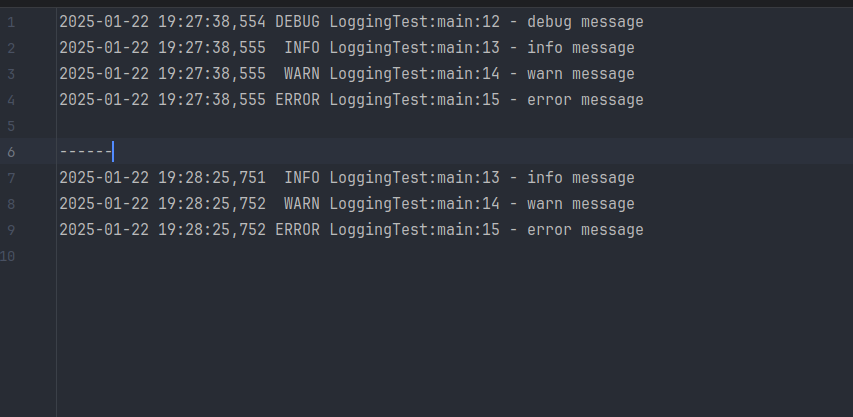 1 2025-01-22 19:27:38,554 DEBUG LoggingTest:main:12 - debug message
2 2025-01-22 19:27:38,555  INFO LoggingTest:main:13 - info message
3 2025-01-22 19:27:38,555  WARN LoggingTest:main:14 - warn message
4 2025-01-22 19:27:38,555 ERROR LoggingTest:main:15 - error message
5
6 ------
7 2025-01-22 19:28:25,751  INFO LoggingTest:main:13 - info message
8 2025-01-22 19:28:25,752  WARN LoggingTest:main:14 - warn message
9 2025-01-22 19:28:25,752 ERROR LoggingTest:main:15 - error message
10